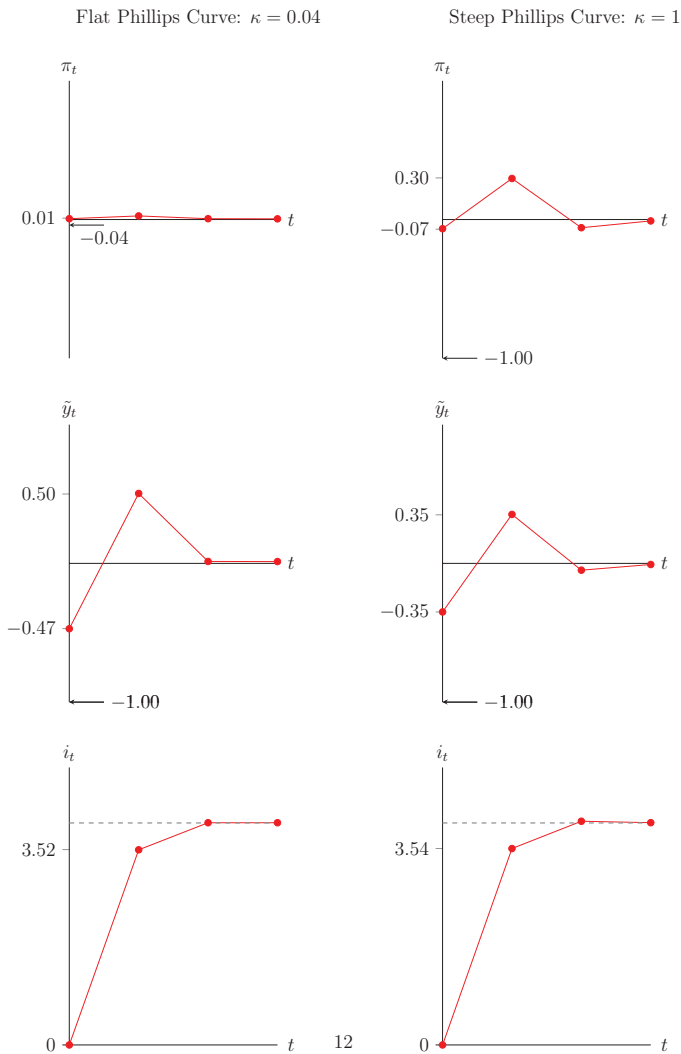 Flat Phillips Curve: κ = 0.04
π_t
0.01
−0.04
t
Steep Phillips Curve: κ = 1
π_t
0.30
−0.07
t
−1.00
ỹ_t
0.50
t
−0.47
−1.00
ỹ_t
0.35
t
−0.35
−1.00
i_t
3.52
0
t
i_t
3.54
0
t
12